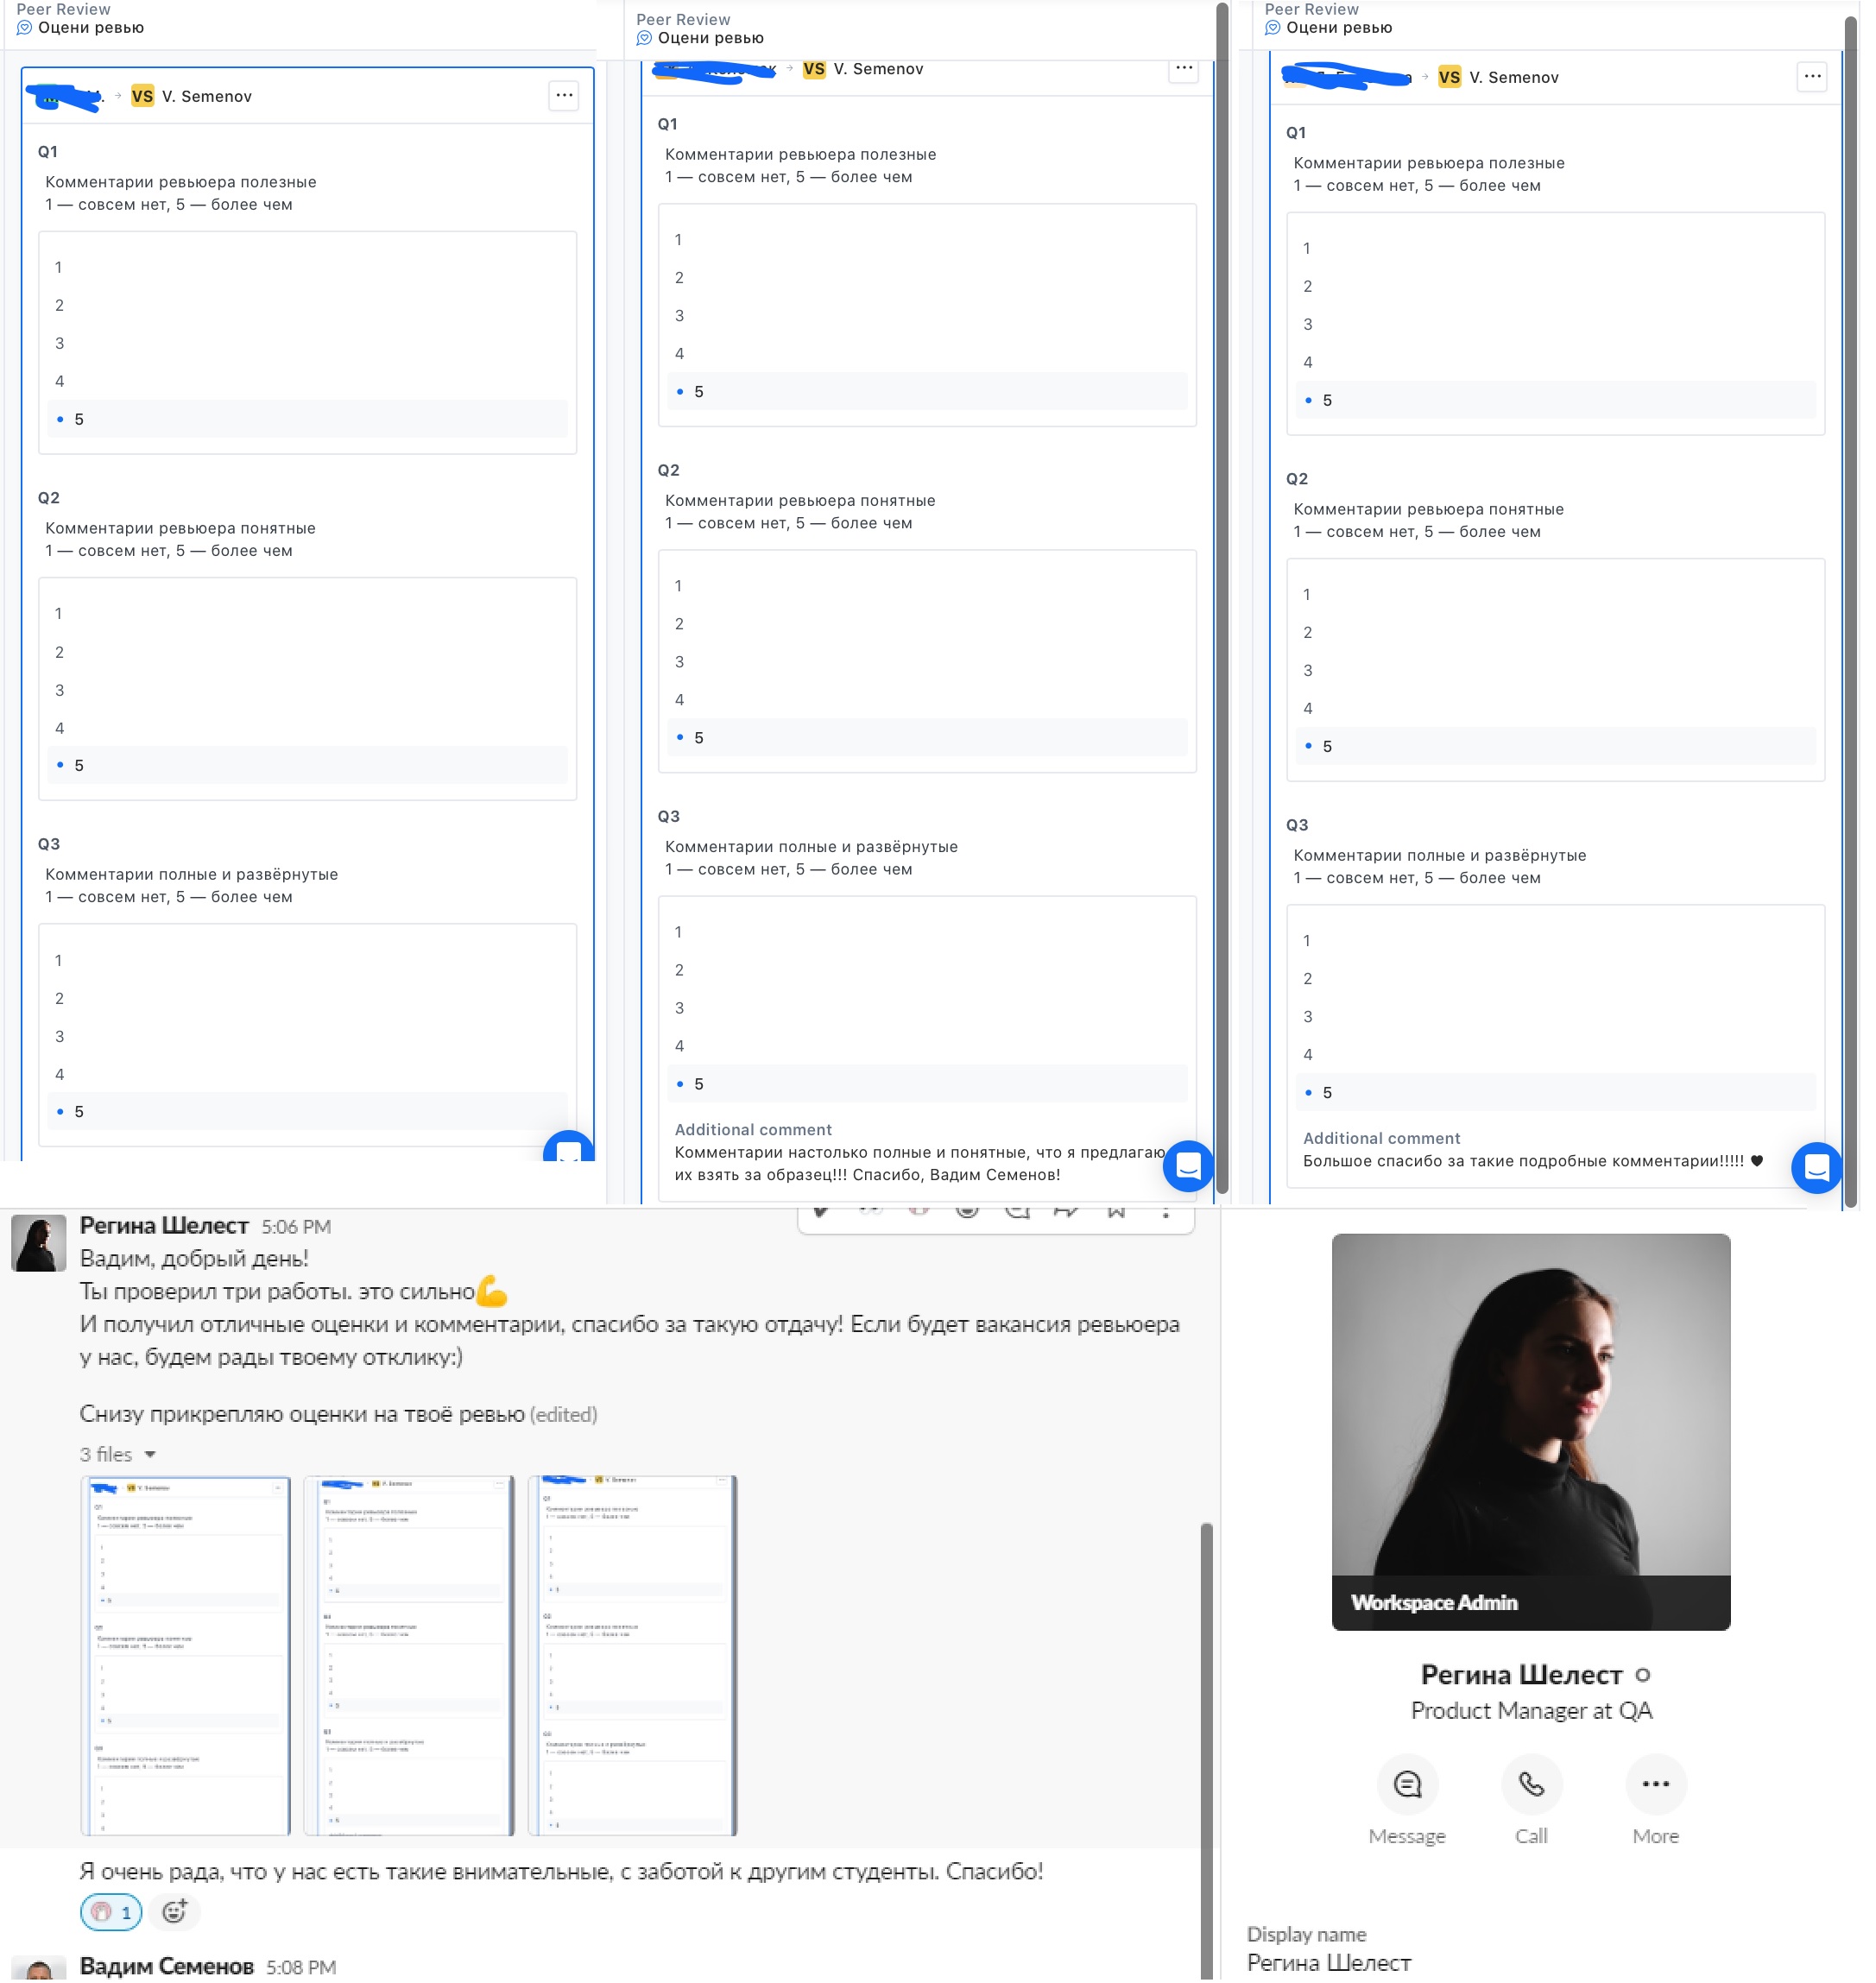 Peer Review
Оцени ревью
VS V. Semenov
Q1
Комментарии ревьюера полезные
1 — совсем нет, 5 — более чем
1
2
3
4
5
Q2
Комментарии ревьюера понятные
1 — совсем нет, 5 — более чем
1
2
3
4
5
Q3
Комментарии полные и развёрнутые
1 — совсем нет, 5 — более чем
1
2
3
4
5
Peer Review
Оцени ревью
VS V. Semenov
Q1
Комментарии ревьюера полезные
1 — совсем нет, 5 — более чем
1
2
3
4
5
Q2
Комментарии ревьюера понятные
1 — совсем нет, 5 — более чем
1
2
3
4
5
Q3
Комментарии полные и развёрнутые
1 — совсем нет, 5 — более чем
1
2
3
4
5
Additional comment
Комментарии настолько полные и понятные, что я предлагаю
их взять за образец!!! Спасибо, Вадим Семенов!
Peer Review
Оцени ревью
VS V. Semenov
Q1
Комментарии ревьюера полезные
1 — совсем нет, 5 — более чем
1
2
3
4
5
Q2
Комментарии ревьюера понятные
1 — совсем нет, 5 — более чем
1
2
3
4
5
Q3
Комментарии полные и развёрнутые
1 — совсем нет, 5 — более чем
1
2
3
4
5
Additional comment
Большое спасибо за такие подробные комментарии!!!!! ♥
Регина Шелест 5:06 PM
Вадим, добрый день!
Ты проверил три работы. это сильно💪
И получил отличные оценки и комментарии, спасибо за такую отдачу! Если будет вакансия ревьюера
у нас, будем рады твоему отклику:)
Снизу прикрепляю оценки на твоё ревью (edited)
3 files
Я очень рада, что у нас есть такие внимательные, с заботой к другим студенты. Спасибо!
1
Вадим Семенов 5:08 PM
Workspace Admin
Регина Шелест
Product Manager at QA
Message
Call
More
Display name
Регина Шелест